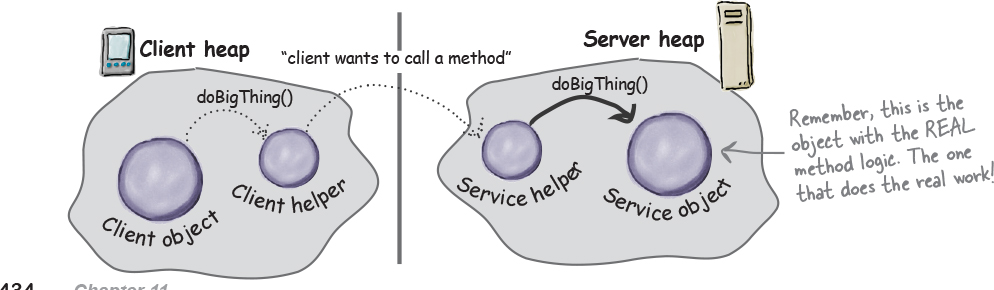 Client heap
"client wants to call a method"
Server heap
doBigThing()
doBigThing()
Client object
Client helper
Service helper
Service object
Remember, this is the
object with the REAL
method logic. The one
that does the real work!
434 Chapter 11